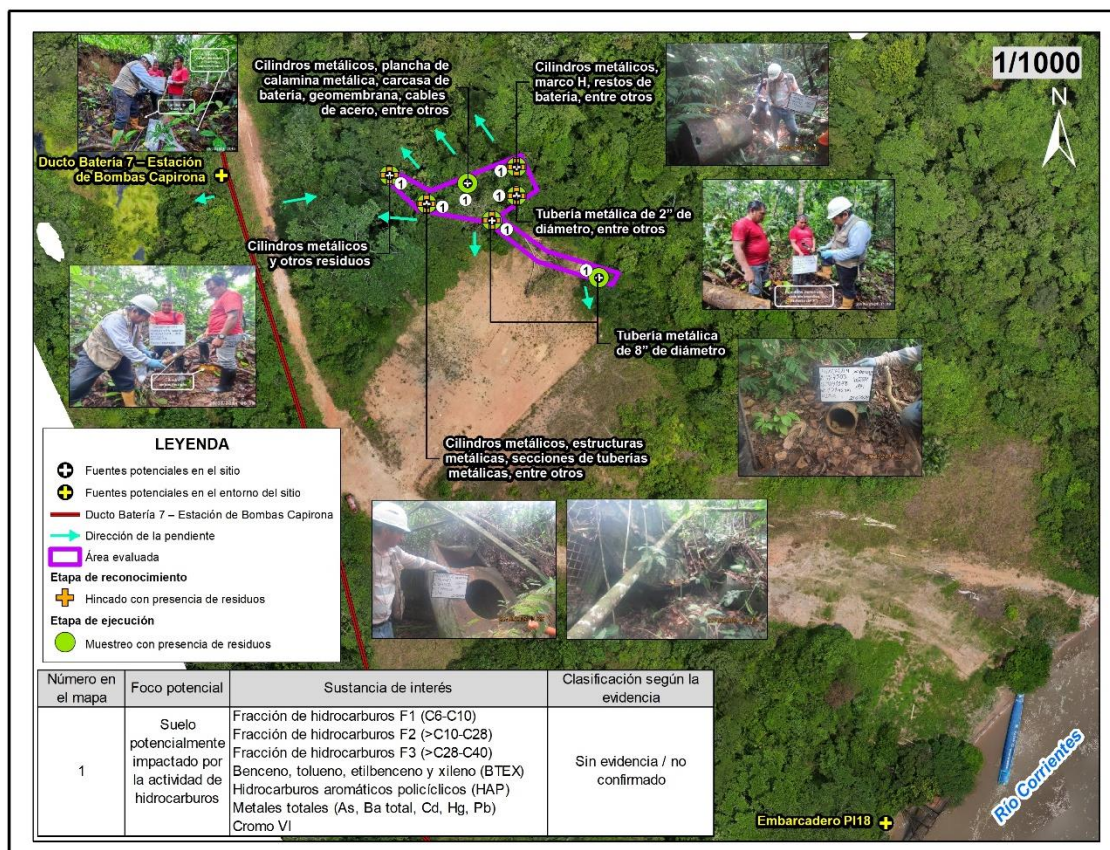 1/1000
N
Cilindros metálicos, plancha de
calamina metálica, carcasa de
batería, geomembrana, cables
de acero, entre otros
Cilindros metálicos,
marco H, restos de
batería, entre otros
Ducto Batería 7 – Estación
de Bombas Capirona
1
1
1
1
1
1
1
Tubería metálica de 2” de
diámetro, entre otros
Cilindros metálicos
y otros residuos
Tubería metálica
de 8” de diámetro
Cilindros metálicos, estructuras
metálicas, secciones de tuberías
metálicas, entre otros
LEYENDA
Fuentes potenciales en el sitio
Fuentes potenciales en el entorno del sitio
Ducto Batería 7 – Estación de Bombas Capirona
Dirección de la pendiente
Área evaluada
Etapa de reconocimiento
Hincado con presencia de residuos
Etapa de ejecución
Muestreo con presencia de residuos
Número en
el mapa
Foco potencial
Sustancia de interés
Clasificación según la
evidencia
1
Suelo
potencialmente
impactado por
la actividad de
hidrocarburos
Fracción de hidrocarburos F1 (C6-C10)
Fracción de hidrocarburos F2 (>C10-C28)
Fracción de hidrocarburos F3 (>C28-C40)
Benceno, tolueno, etilbenceno y xileno (BTEX)
Hidrocarburos aromáticos policíclicos (HAP)
Metales totales (As, Ba total, Cd, Hg, Pb)
Cromo VI
Sin evidencia / no
confirmado
Río Corrientes
Embarcadero PI18